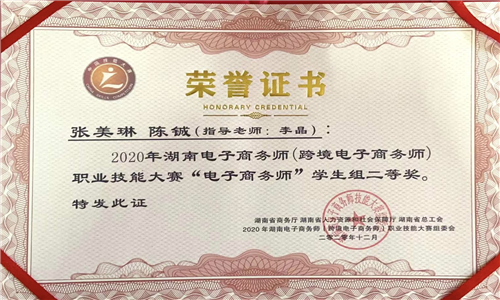 荣誉证书
HONORARY CREDENTIAL
张美琳 陈铖(指导老师：李晶)：
2020年湖南电子商务师(跨境电子商务师)
职业技能大赛“电子商务师”学生组二等奖。
特发此证
湖南省商务厅 湖南省人力资源和社会保障厅 湖南省总工会
2020年湖南电子商务师(跨境电子商务师)职业技能大赛组委会
二〇二〇年十二月